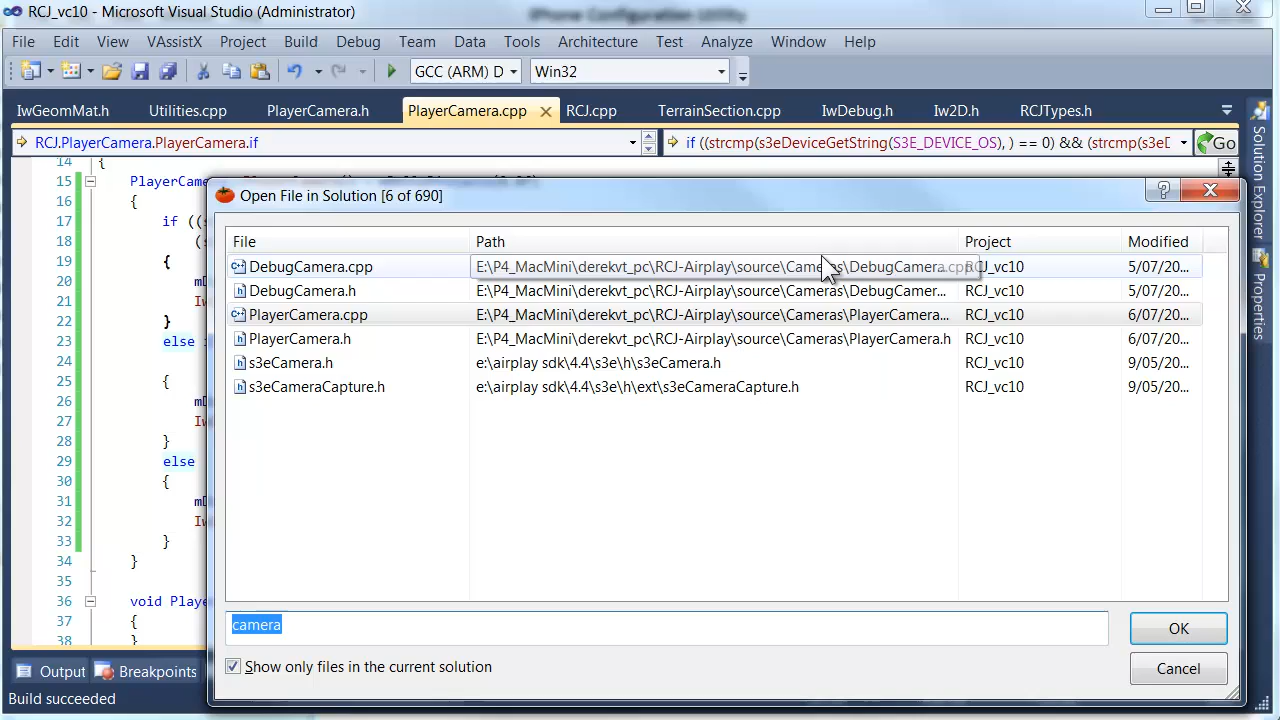 RCJ_vc10 - Microsoft Visual Studio (Administrator)
File Edit View VAssistX Project Build Debug Team Data Tools Architecture Test Analyze Window Help
GCC (ARM) D Win32
IwGeomMat.h Utilities.cpp PlayerCamera.h PlayerCamera.cpp RCJ.cpp TerrainSection.cpp IwDebug.h Iw2D.h RCJTypes.h
RCJ.PlayerCamera.PlayerCamera.if if ((strcmp(s3eDeviceGetString(S3E_DEVICE_OS), ) == 0) && (strcmp(s3eD Go
14 {
15 PlayerCamer
16 {
17 if ((s
18 (s
19 {
20 mD
21 Iw
22 }
23 else i
24
25 {
26 mD
27 Iw
28 }
29 else
30 {
31 mD
32 Iw
33 }
34 }
35
36 void Playe
37 {
38 }
Open File in Solution [6 of 690]
File Path Project Modified
DebugCamera.cpp E:\P4_MacMini\derekvt_pc\RCJ-Airplay\source\Cameras\DebugCamera.cpp RCJ_vc10 5/07/20...
DebugCamera.h E:\P4_MacMini\derekvt_pc\RCJ-Airplay\source\Cameras\DebugCamer... RCJ_vc10 5/07/20...
PlayerCamera.cpp E:\P4_MacMini\derekvt_pc\RCJ-Airplay\source\Cameras\PlayerCamera... RCJ_vc10 6/07/20...
PlayerCamera.h E:\P4_MacMini\derekvt_pc\RCJ-Airplay\source\Cameras\PlayerCamera.h RCJ_vc10 6/07/20...
s3eCamera.h e:\airplay sdk\4.4\s3e\h\s3eCamera.h RCJ_vc10 9/05/20...
s3eCameraCapture.h e:\airplay sdk\4.4\s3e\h\ext\s3eCameraCapture.h RCJ_vc10 9/05/20...
camera
OK
Show only files in the current solution
Cancel
Solution Explorer
Properties
Output Breakpoints
Build succeeded